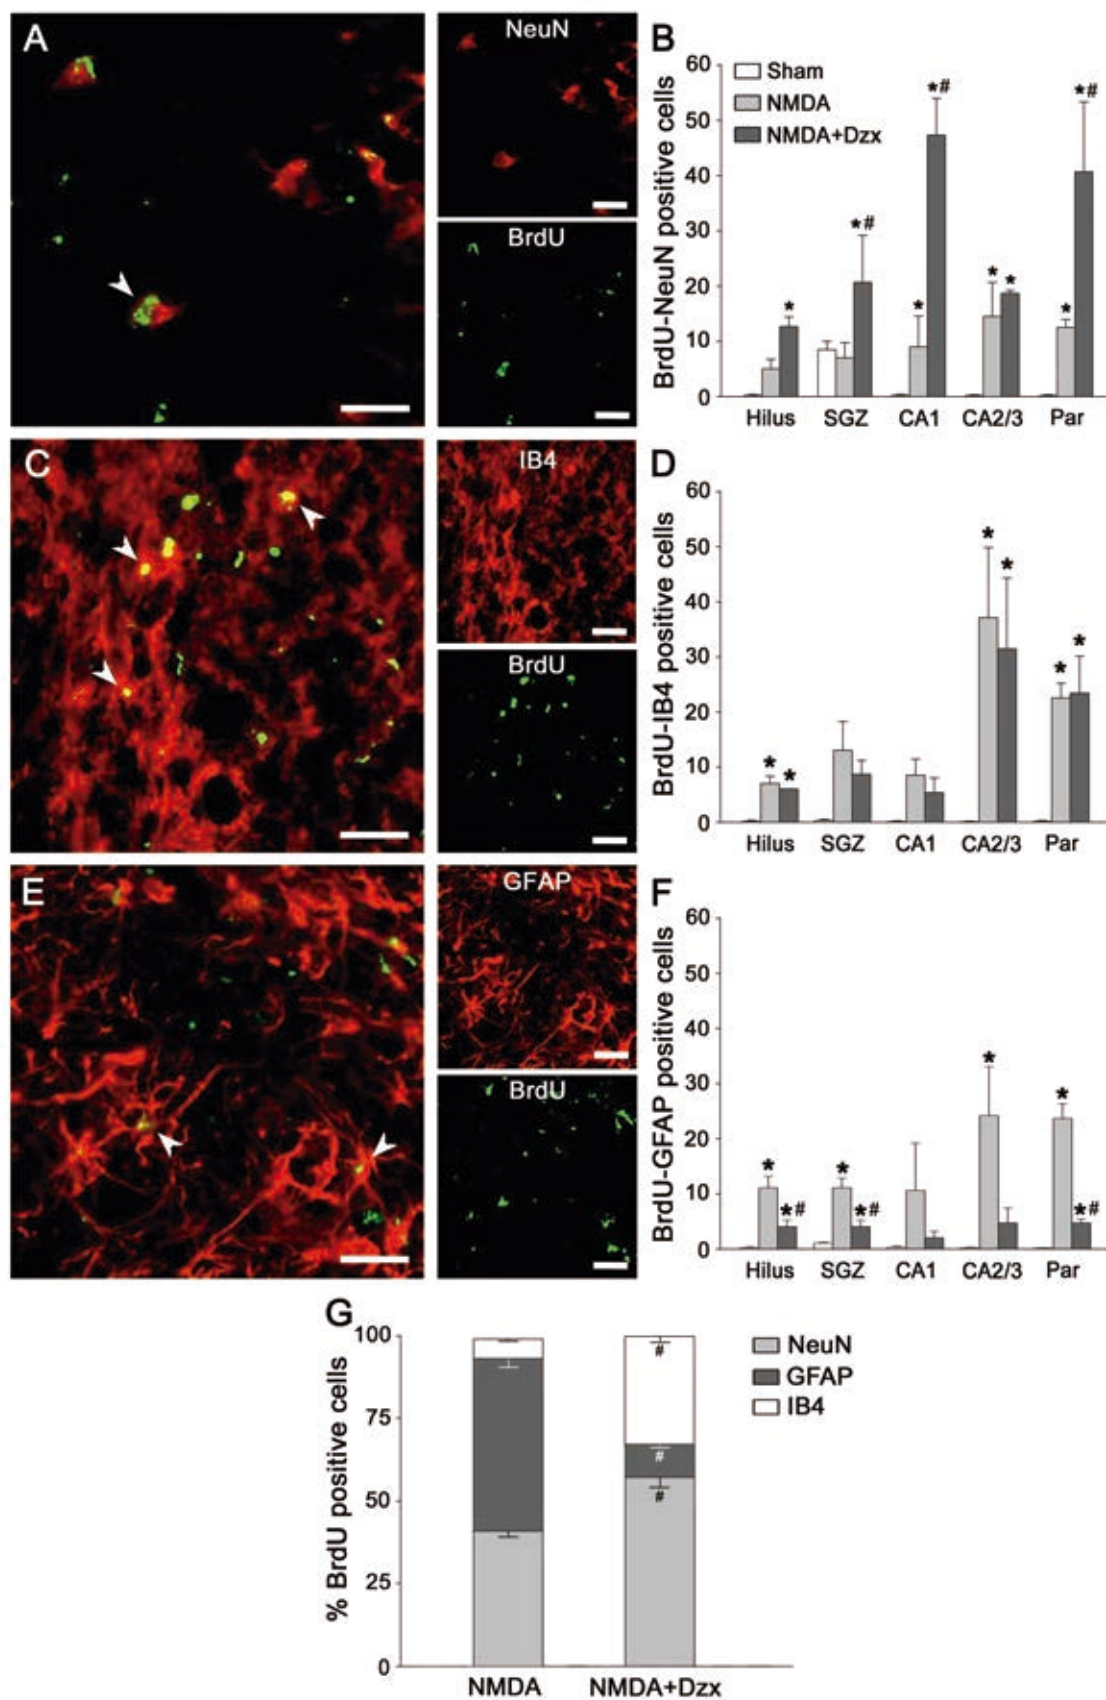 A
NeuN
BrdU
B
BrdU-NeuN positive cells
60
50
40
30
20
10
0
Sham
NMDA
NMDA+Dzx
*
*#
*
*#
*
*
*
*#
Hilus SGZ CA1 CA2/3 Par
C
IB4
BrdU
D
BrdU-IB4 positive cells
60
50
40
30
20
10
0
*
*
*
*
*
*
Hilus SGZ CA1 CA2/3 Par
E
GFAP
BrdU
F
BrdU-GFAP positive cells
60
50
40
30
20
10
0
*
*#
*
*#
*
*
*#
Hilus SGZ CA1 CA2/3 Par
G
% BrdU positive cells
100
75
50
25
0
#
#
#
NMDA NMDA+Dzx
NeuN
GFAP
IB4